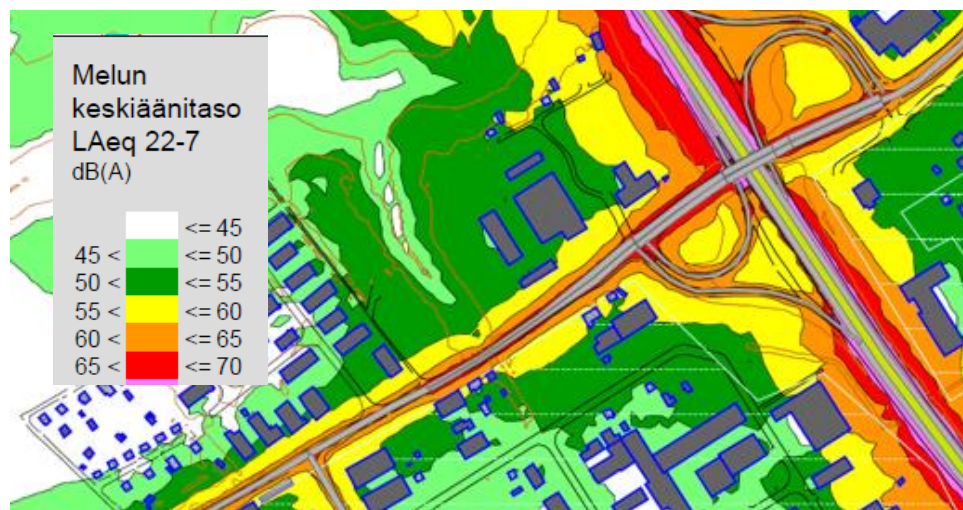 Melun
keskiäänitaso
LAeq 22-7
dB(A)
<= 45
45 < <= 50
50 < <= 55
55 < <= 60
60 < <= 65
65 < <= 70